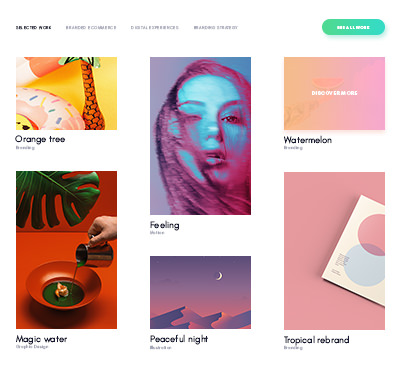 SELECTED WORK
BRANDED ECOMMERCE
DIGITAL EXPERIENCES
BRANDING STRATEGY
SEE ALL MORE
DISCOVER MORE
Orange tree
Branding
Feeling
Motion
Watermelon
Branding
Magic water
Graphic Design
Peaceful night
Illustration
Tropical rebrand
Branding